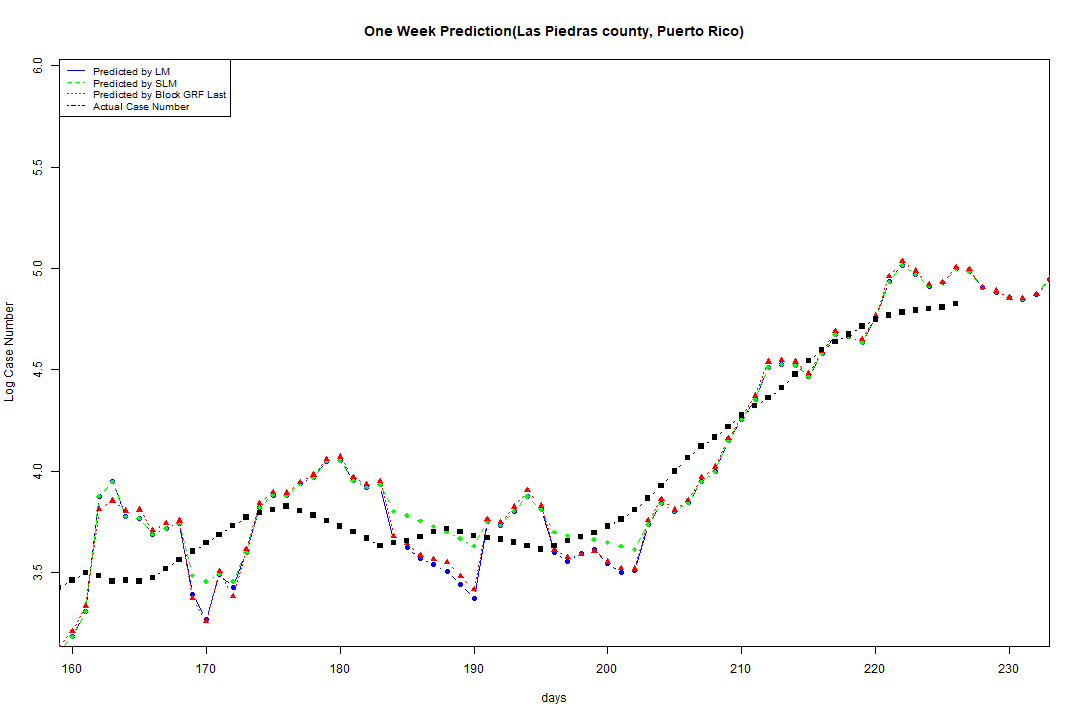 One Week Prediction(Las Piedras county, Puerto Rico)
Predicted by LM
Predicted by SLM
Predicted by Block GRF Last
Actual Case Number
6.0
5.5
5.0
4.5
4.0
3.5
Log Case Number
160 170 180 190 200 210 220 230
days